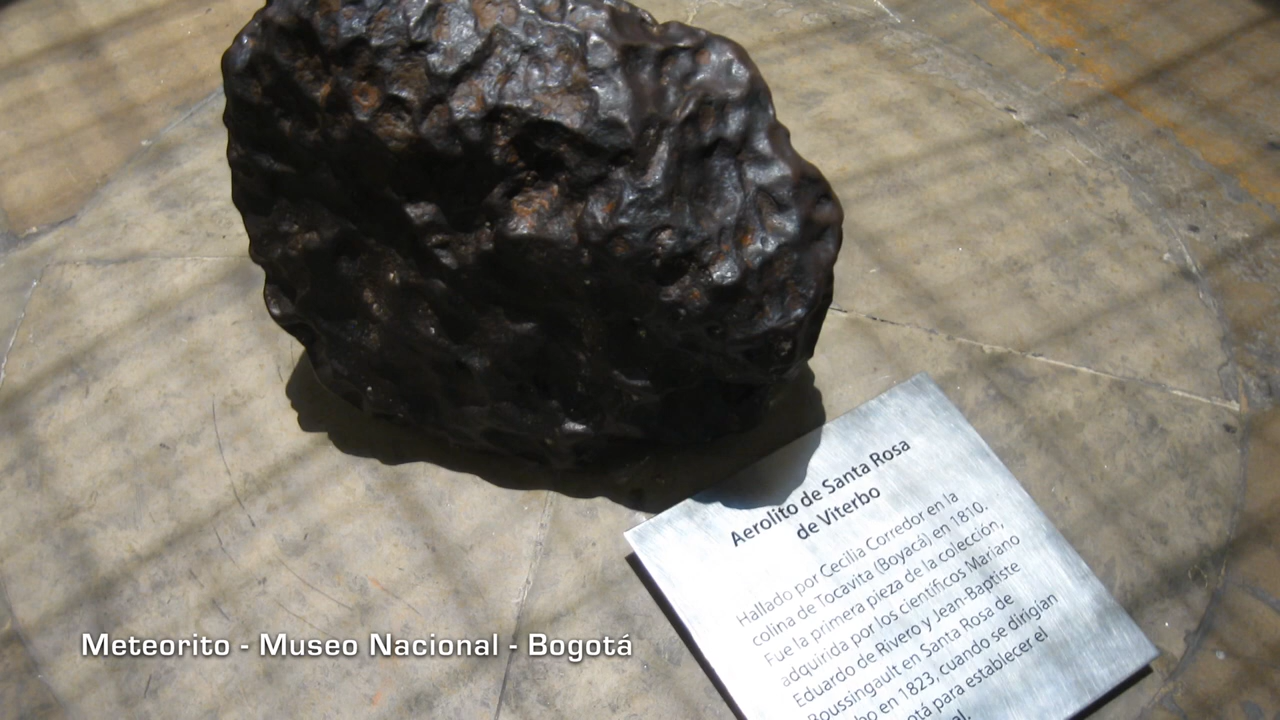 Aerolito de Santa Rosa
de Viterbo
Hallado por Cecilia Corredor en la
colina de Tocavita (Boyacá) en 1810.
Fue la primera pieza de la colección,
adquirida por los científicos Mariano
Eduardo de Rivero y Jean-Baptiste
Boussingault en Santa Rosa de
en 1823, cuando se dirigían
para establecer el
Meteorito - Museo Nacional - Bogotá